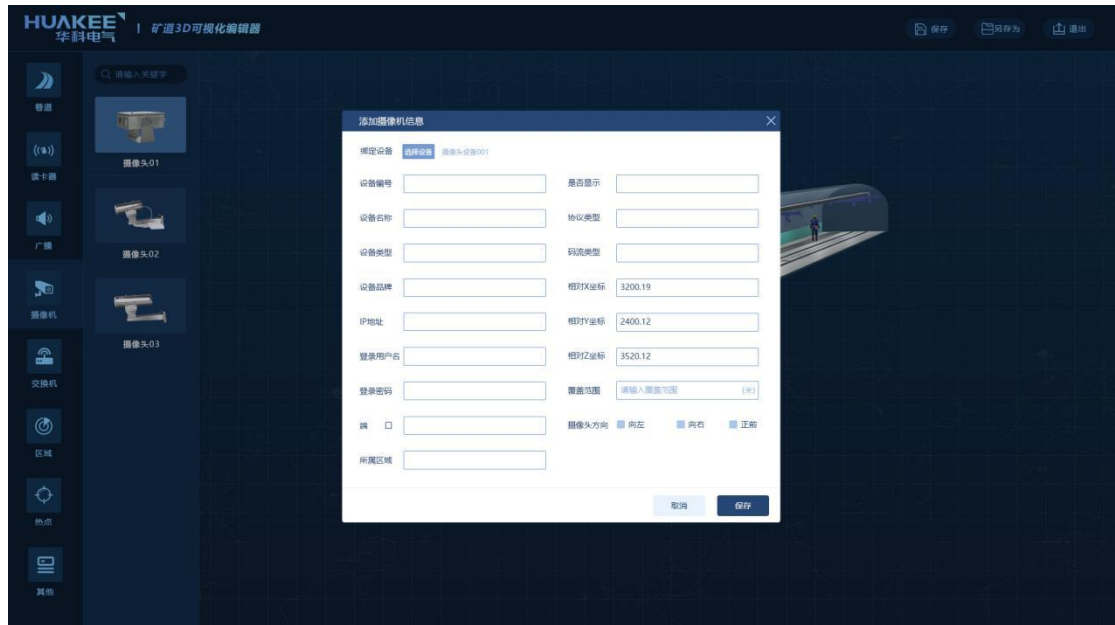 HUAKEE
华科电气
矿道3D可视化编辑器
保存
另存为
退出
请输入关键字
巷道
读卡器
广播
摄像机
交换机
区域
热点
其他
摄像头01
摄像头02
摄像头03
添加摄像机信息
绑定设备 选择设备 摄像头设备001
设备编号 是否显示
设备名称 协议类型
设备类型 码流类型
设备品牌 相对X坐标 3200.19
IP地址 相对Y坐标 2400.12
登录用户名 相对Z坐标 3520.12
登录密码 覆盖范围 请输入覆盖范围 (米)
端 口 摄像头方向 向左 向右 正前
所属区域
取消 保存